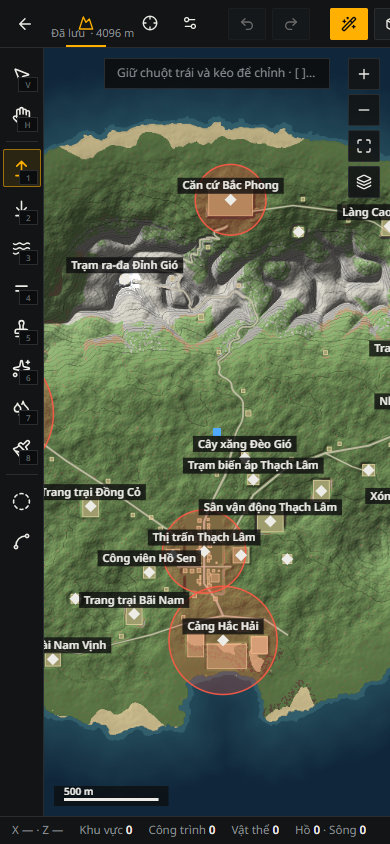 Đã lưu · 4096 m
Giữ chuột trái và kéo để chỉnh · [ ]...
V
H
1
2
3
4
5
6
7
8
Căn cứ Bắc Phong
Làng Cao
Trạm ra-đa Đỉnh Gió
Tra
Cây xăng Đèo Gió
Trạm biến áp Thạch Lâm
Trang trại Đồng Cỏ
Xóm
Sân vận động Thạch Lâm
Thị trấn Thạch Lâm
Công viên Hồ Sen
Trang trại Bãi Nam
Cảng Hắc Hải
ài Nam Vịnh
500 m
X — · Z — Khu vực 0 Công trình 0 Vật thể 0 Hồ 0 · Sông 0